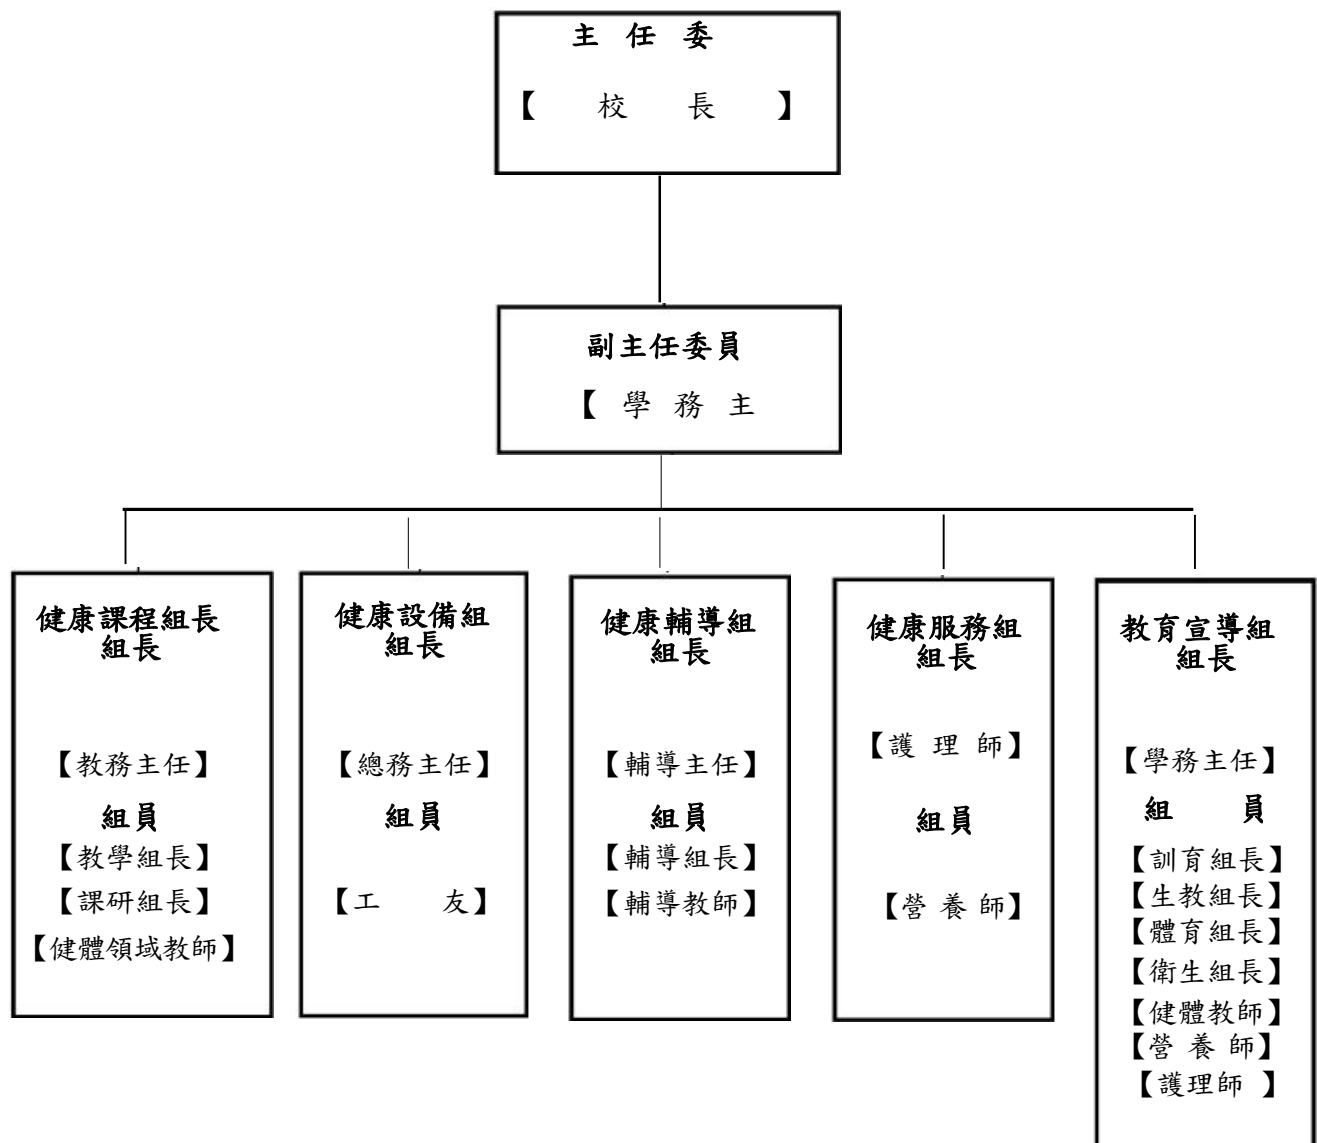 主 任 委
【 校 長 】
副主任委員
【 學 務 主
健康課程組長
組長
【教務主任】
組員
【教學組長】
【課研組長】
【健體領域教師】
健康設備組
組長
【總務主任】
組員
【工 友】
健康輔導組
組長
【輔導主任】
組員
【輔導組長】
【輔導教師】
健康服務組
組長
【護 理 師】
組員
【營 養 師】
教育宣導組
組長
【學務主任】
組 員
【訓育組長】
【生教組長】
【體育組長】
【衛生組長】
【健體教師】
【營 養 師】
【護理師 】